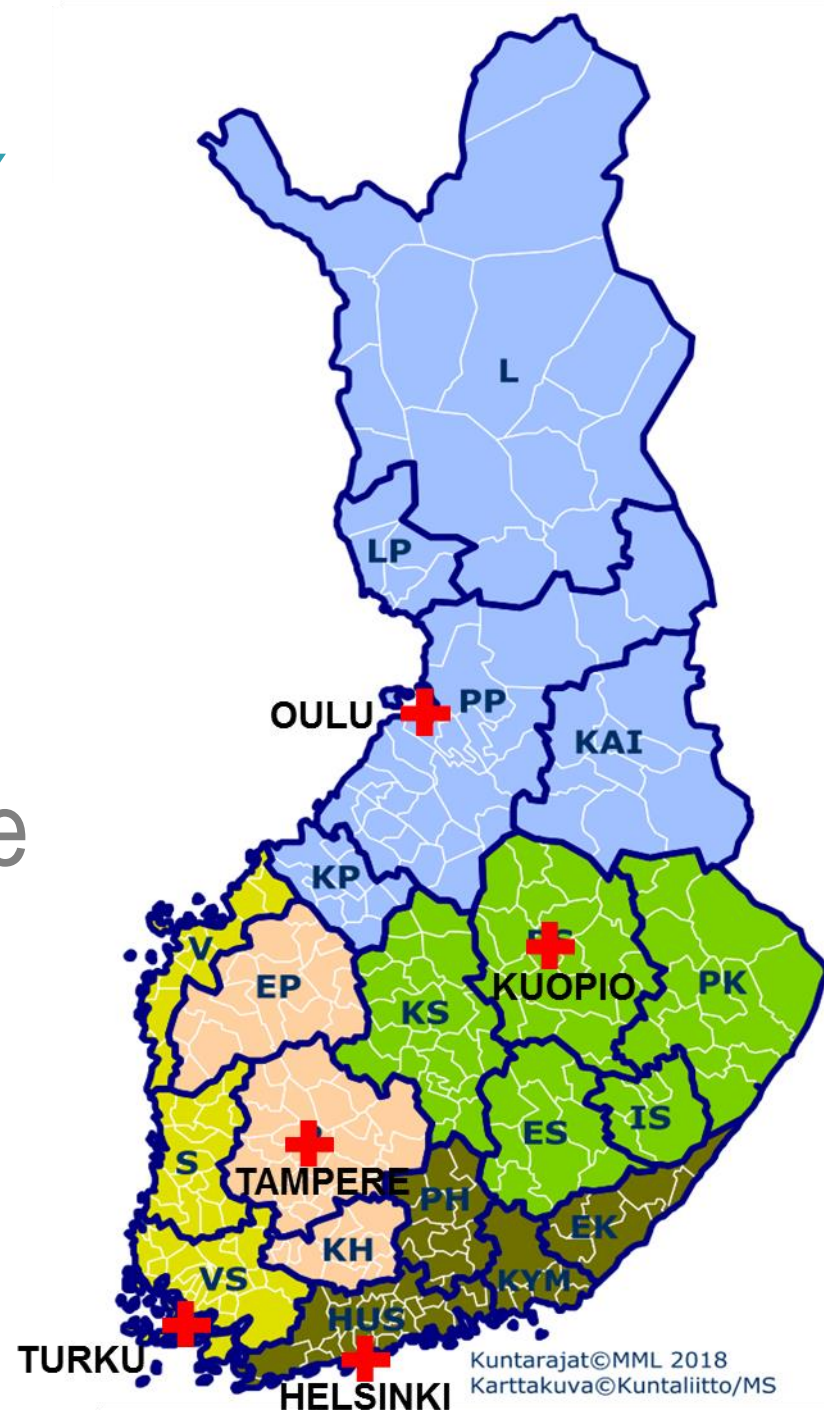 L
LP
OULU
PP
KAI
KP
V
EP
KUOPIO
PK
KS
ES
IS
S
TAMPERE
PH
EK
KH
VS
KYM
HUS
TURKU
HELSINKI
Kuntarajat©MML 2018
Karttakuva©Kuntaliitto/MS